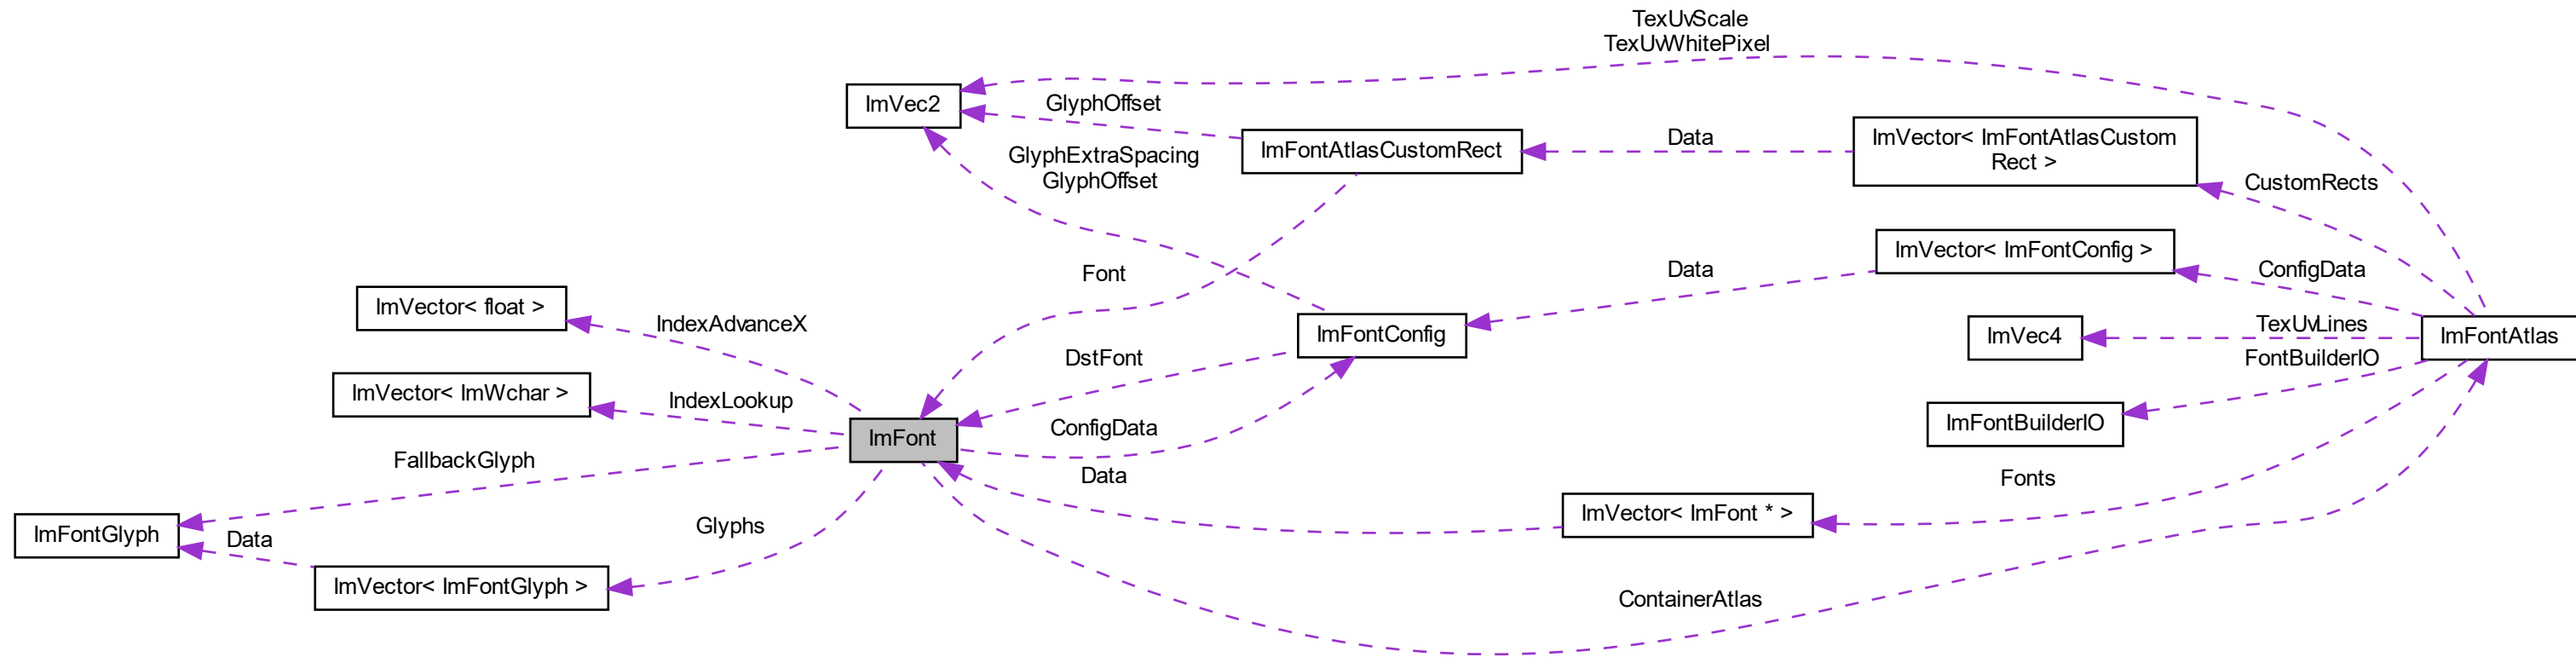 TexUvScale
TexUvWhitePixel
ImVec2
GlyphOffset
ImFontAtlasCustomRect
Data
ImVector< ImFontAtlasCustom
Rect >
GlyphExtraSpacing
GlyphOffset
CustomRects
ImVector< ImFontConfig >
Font
Data
ConfigData
ImVector< float >
IndexAdvanceX
ImFontConfig
ImVec4
TexUvLines
ImFontAtlas
DstFont
FontBuilderIO
ImVector< ImWchar >
IndexLookup
ImFont
ConfigData
ImFontBuilderIO
FallbackGlyph
Data
Fonts
ImVector< ImFont * >
Glyphs
ImFontGlyph
Data
ImVector< ImFontGlyph >
ContainerAtlas